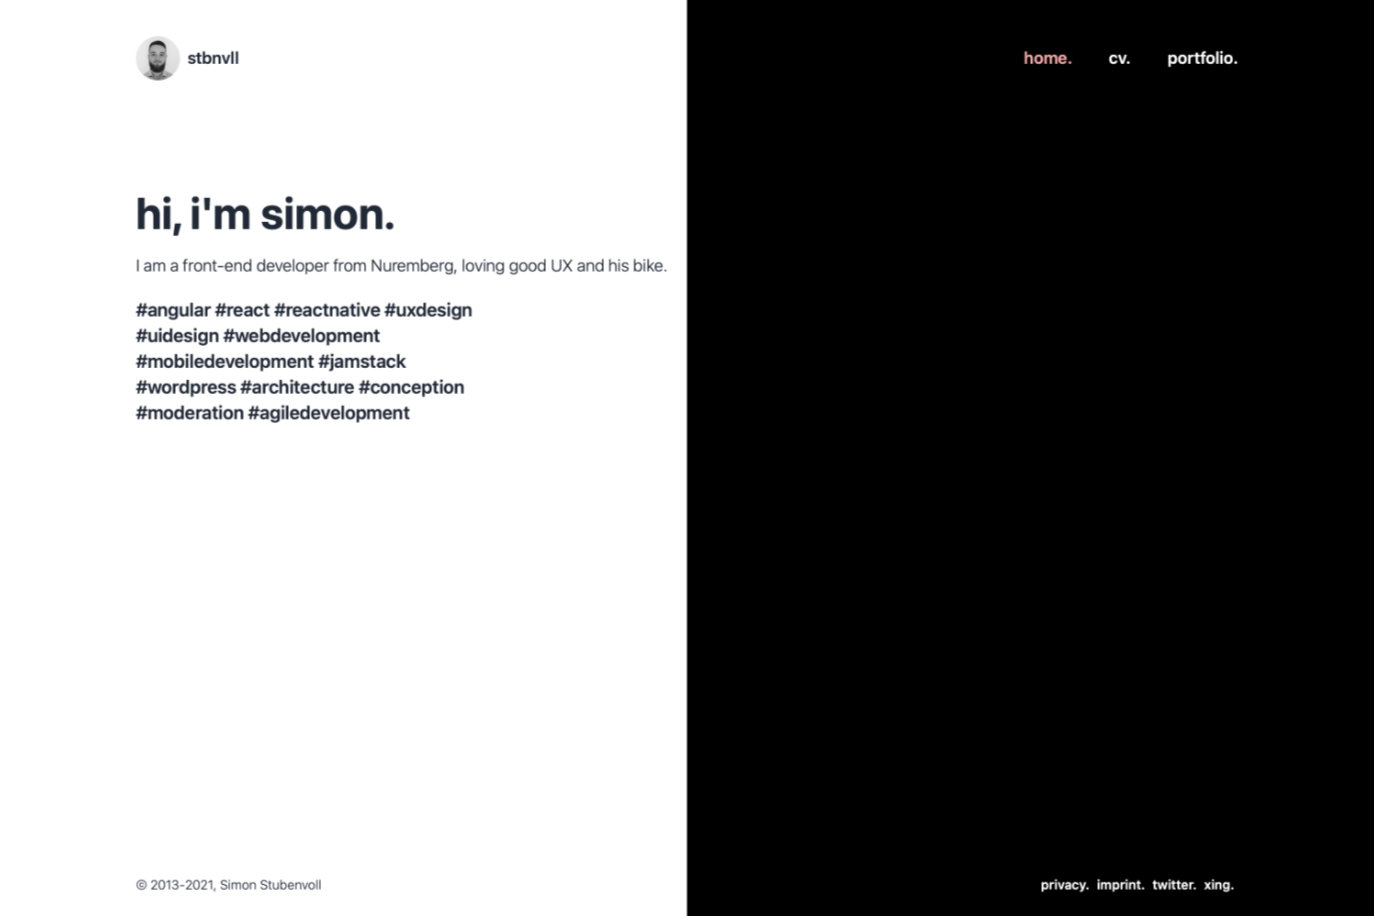 stbnvll
home. cv. portfolio.
hi, i'm simon.
I am a front-end developer from Nuremberg, loving good UX and his bike.
#angular #react #reactnative #uxdesign
#uidesign #webdevelopment
#mobiledevelopment #jamstack
#wordpress #architecture #conception
#moderation #agiledevelopment
© 2013-2021, Simon Stubenvoll
privacy. imprint. twitter. xing.